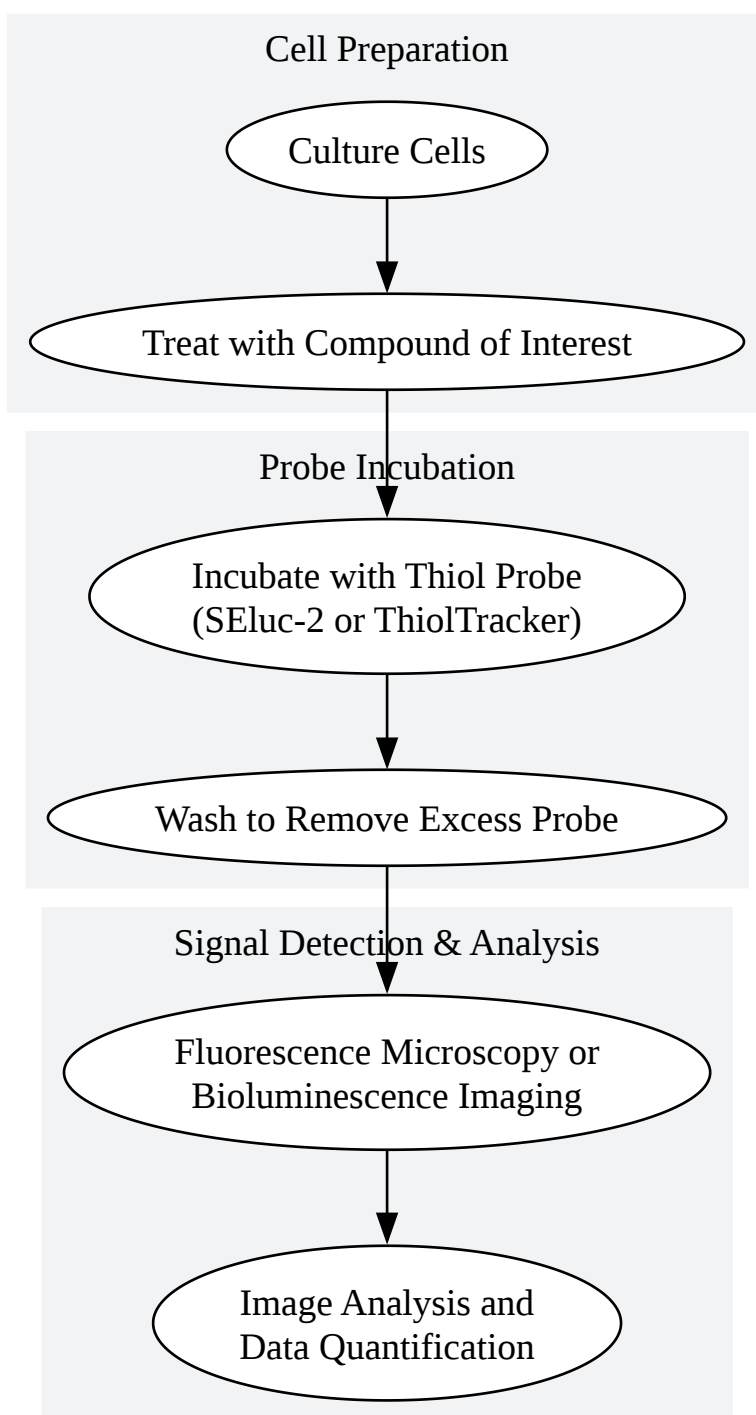 Cell Preparation
Culture Cells
Treat with Compound of Interest
Probe Incubation
Incubate with Thiol Probe
(SEluc-2 or ThiolTracker)
Wash to Remove Excess Probe
Signal Detection & Analysis
Fluorescence Microscopy or
Bioluminescence Imaging
Image Analysis and
Data Quantification